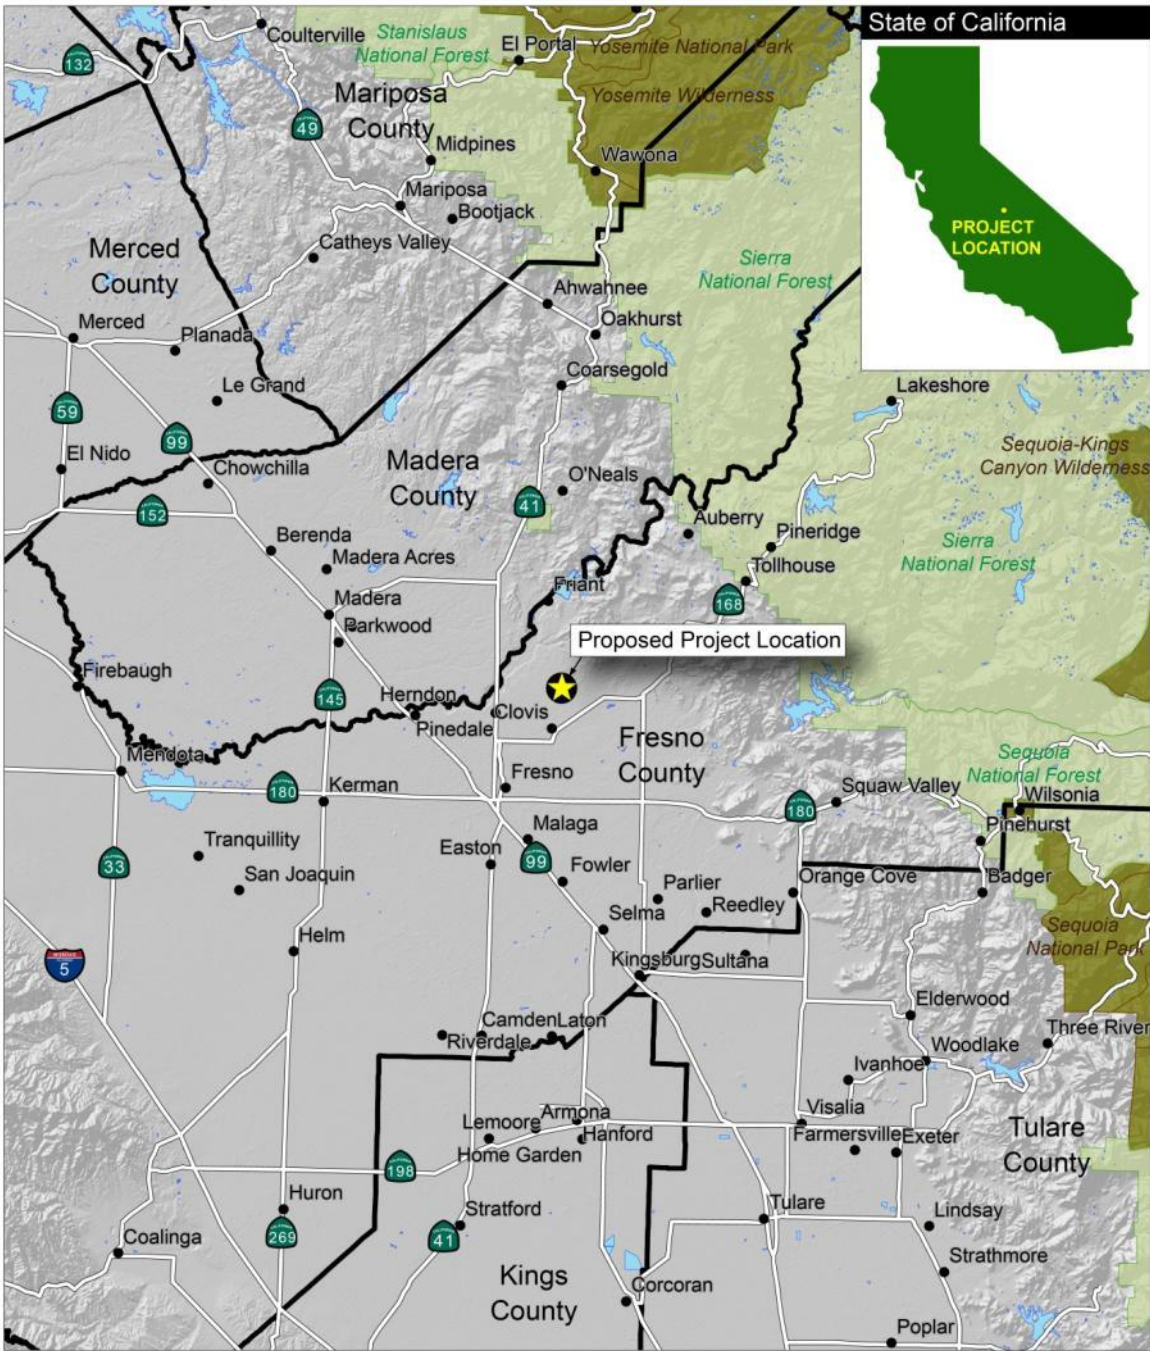 State of California
PROJECT
LOCATION
Coulterville
Stanislaus
National Forest
El Portal
Yosemite National Park
Yosemite Wilderness
132
49
Mariposa
County
Midpines
Wawona
Mariposa
Bootjack
Catheys Valley
Merced
County
Sierra
National Forest
Ahwahnee
Oakhurst
Merced
Planada
Coarsegold
Le Grand
Lakeshore
59
99
El Nido
Chowchilla
Madera
County
O'Neals
41
Sequoia-Kings
Canyon Wilderness
152
Auberry
Pineridge
Berenda
Madera Acres
Tollhouse
Sierra
National Forest
Friant
168
Madera
Parkwood
Proposed Project Location
Firebaugh
145
Herndon
Pinedale
Clovis
Fresno
County
Mendota
Fresno
180
Kerman
Squaw Valley
180
Sequoia
National Forest
Wilsonia
Pinehurst
Tranquillity
Malaga
Easton
99
33
San Joaquin
Fowler
Parlier
Orange Cove
Badger
Reedley
Selma
Helm
Sequoia
National Park
INTERSTATE
5
Kingsburg
Sultana
Elderwood
Camden
Laton
Riverdale
Three River
Woodlake
Ivanhoe
Lemoore
Armona
Hanford
Home Garden
Visalia
Farmersville
Exeter
Tulare
County
198
Huron
Stratford
Tulare
Lindsay
269
41
Coalinga
Strathmore
Kings
County
Corcoran
Poplar